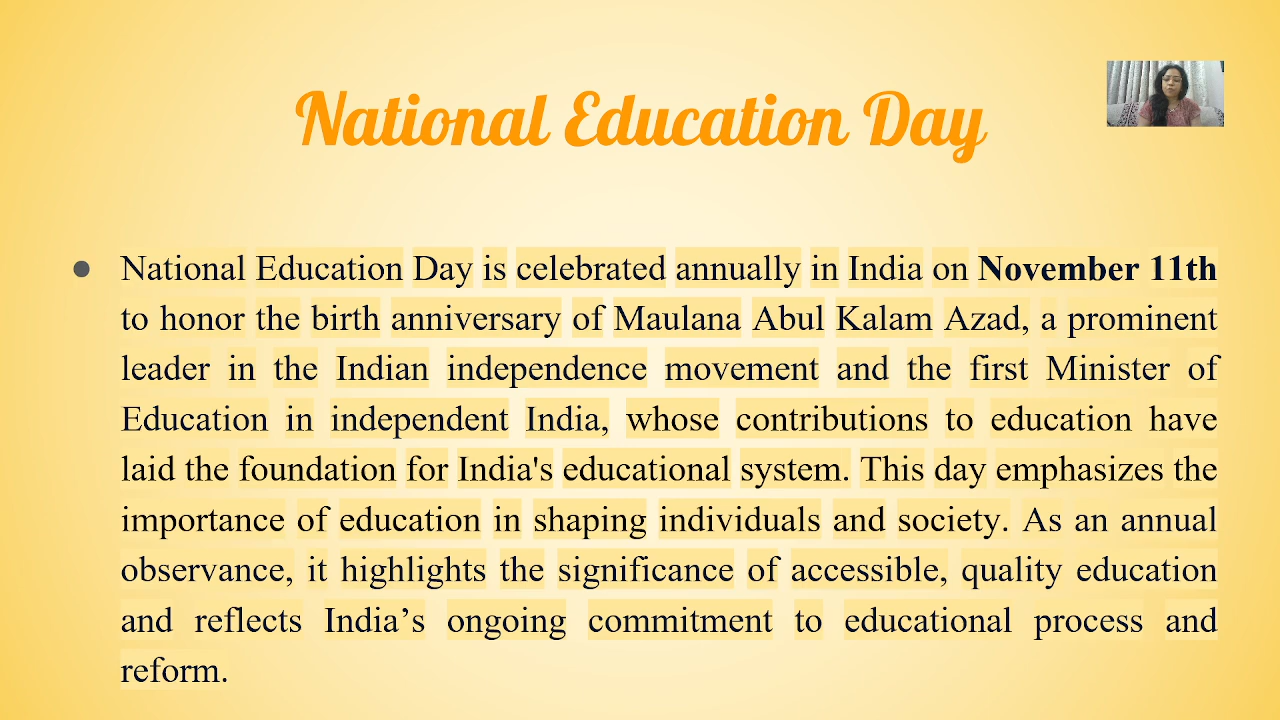 National Education Day
● National Education Day is celebrated annually in India on November 11th
to honor the birth anniversary of Maulana Abul Kalam Azad, a prominent
leader in the Indian independence movement and the first Minister of
Education in independent India, whose contributions to education have
laid the foundation for India's educational system. This day emphasizes the
importance of education in shaping individuals and society. As an annual
observance, it highlights the significance of accessible, quality education
and reflects India’s ongoing commitment to educational process and
reform.